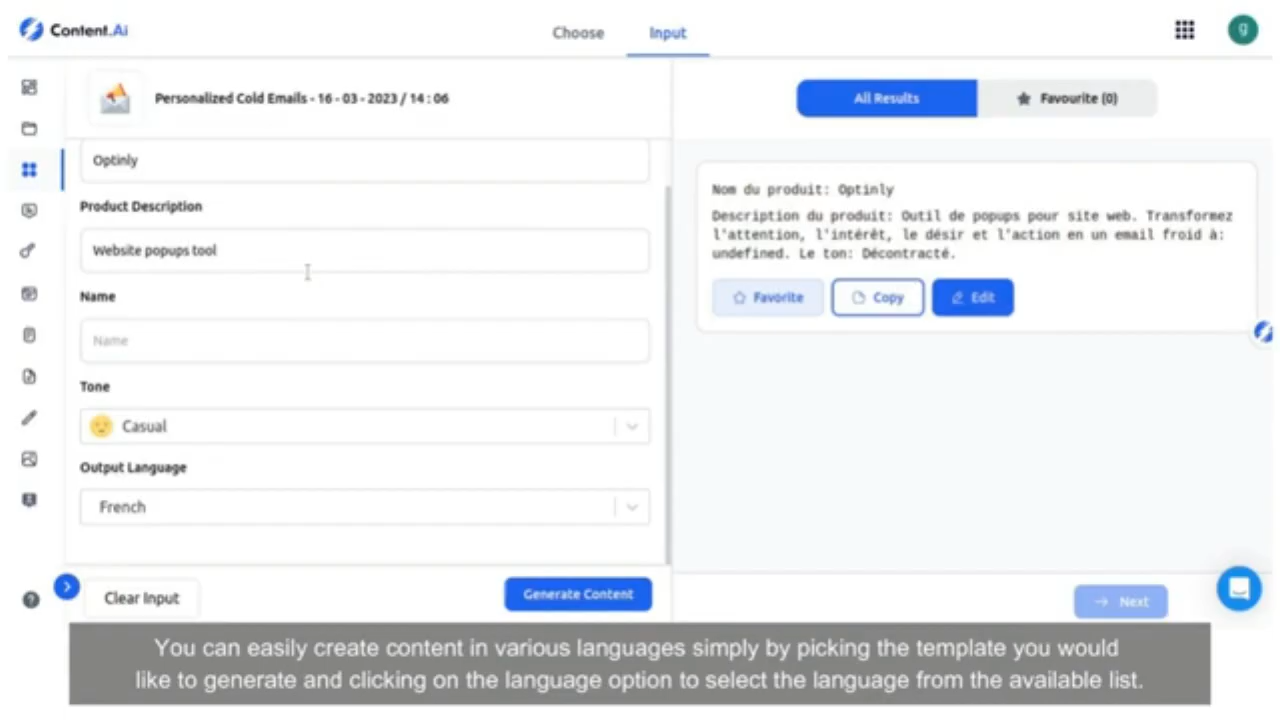 Content.Ai
Choose
Input
g
Personalized Cold Emails - 16 - 03 - 2023 / 14 : 06
Optinly
Product Description
Website popups tool
Name
Name
Tone
Casual
Output Language
French
Clear Input
Generate Content
All Results
Favourite (0)
Nom du produit: Optinly
Description du produit: Outil de popups pour site web. Transformez
l'attention, l'intérêt, le désir et l'action en un email froid à:
undefined. Le ton: Décontracté.
Favorite
Copy
Edit
Next
You can easily create content in various languages simply by picking the template you would
like to generate and clicking on the language option to select the language from the available list.